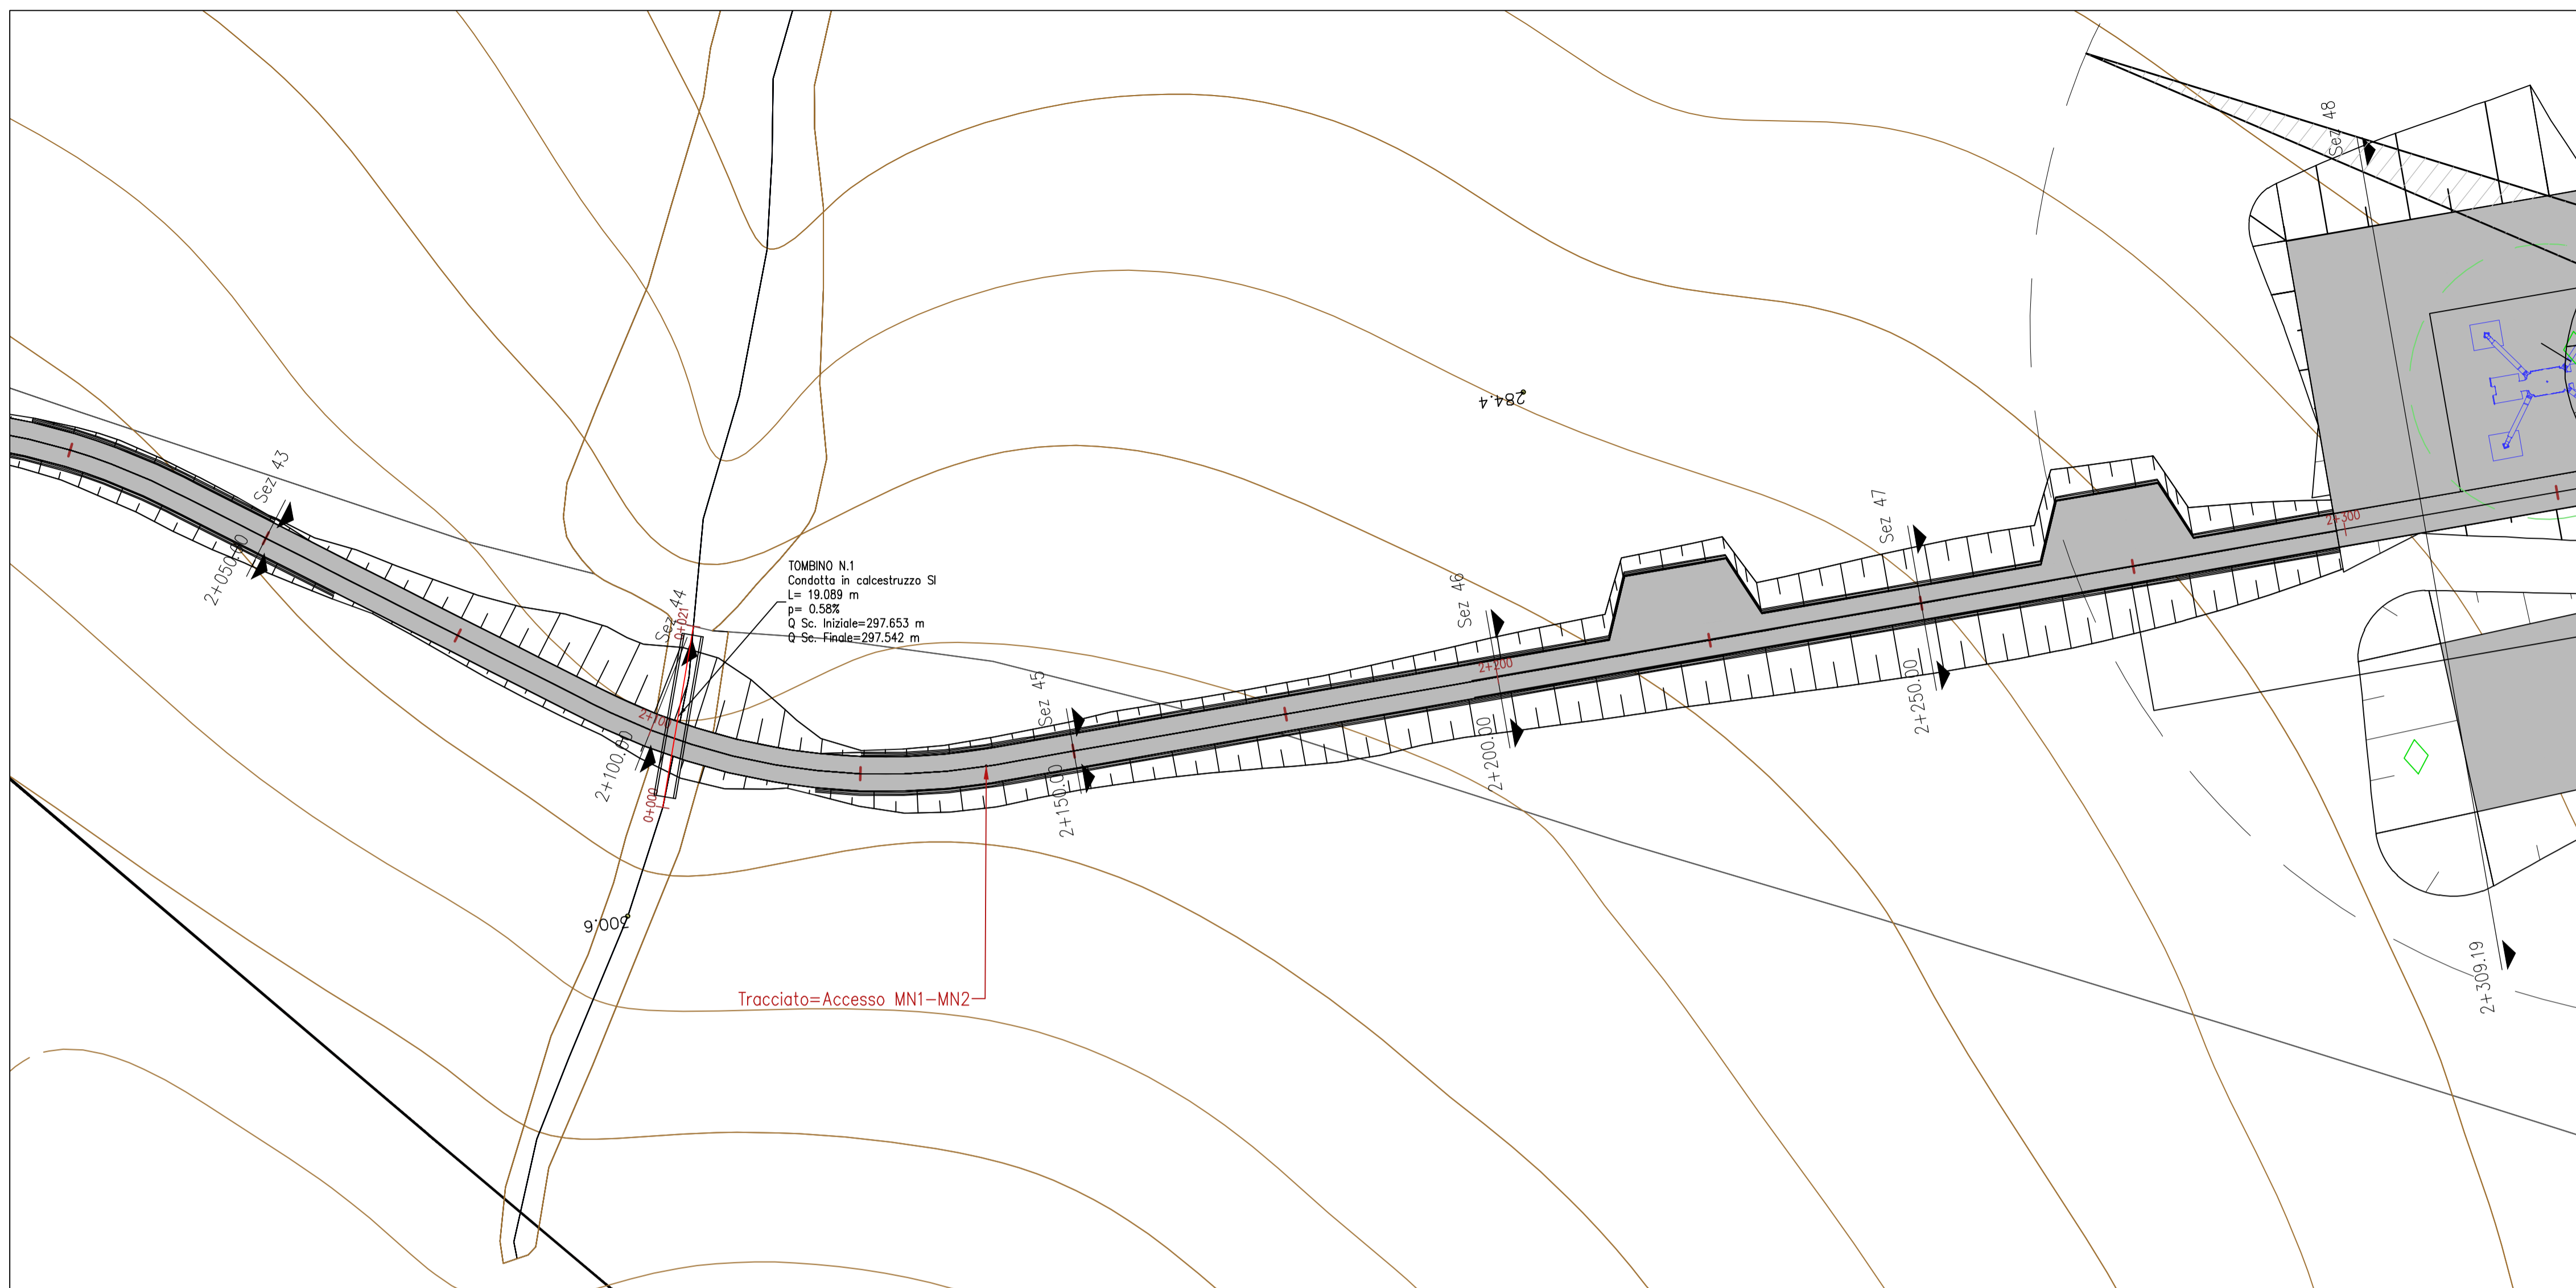 Sez 48
284.4
Sez 43
2+050.00
Sez 47
2+300
TOMBINO N.1
Condotta in calcestruzzo Sl
L= 19.089 m
p= 0.58%
Q Sc. Iniziale=297.653 m
Q Sc. Finale=297.542 m
Sez 44
0+021
Sez 46
2+200
Sez 45
2+100
2+100.00
0+000
2+150.00
2+200.00
2+250.00
300.6
2+309.19
Tracciato=Accesso MN1-MN2